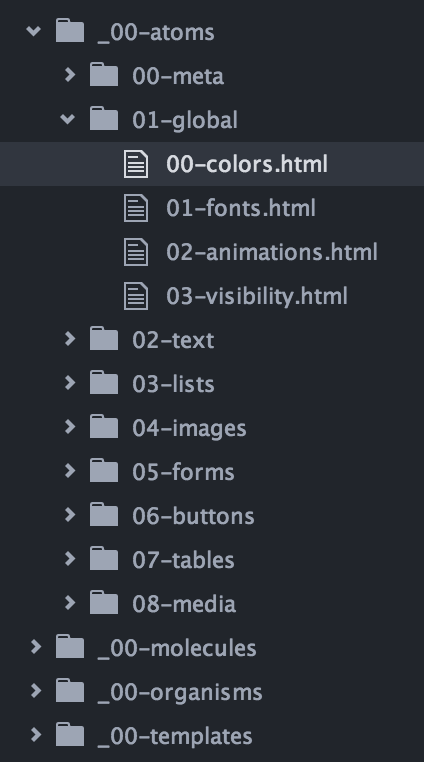 _00-atoms
00-meta
01-global
00-colors.html
01-fonts.html
02-animations.html
03-visibility.html
02-text
03-lists
04-images
05-forms
06-buttons
07-tables
08-media
_00-molecules
_00-organisms
_00-templates